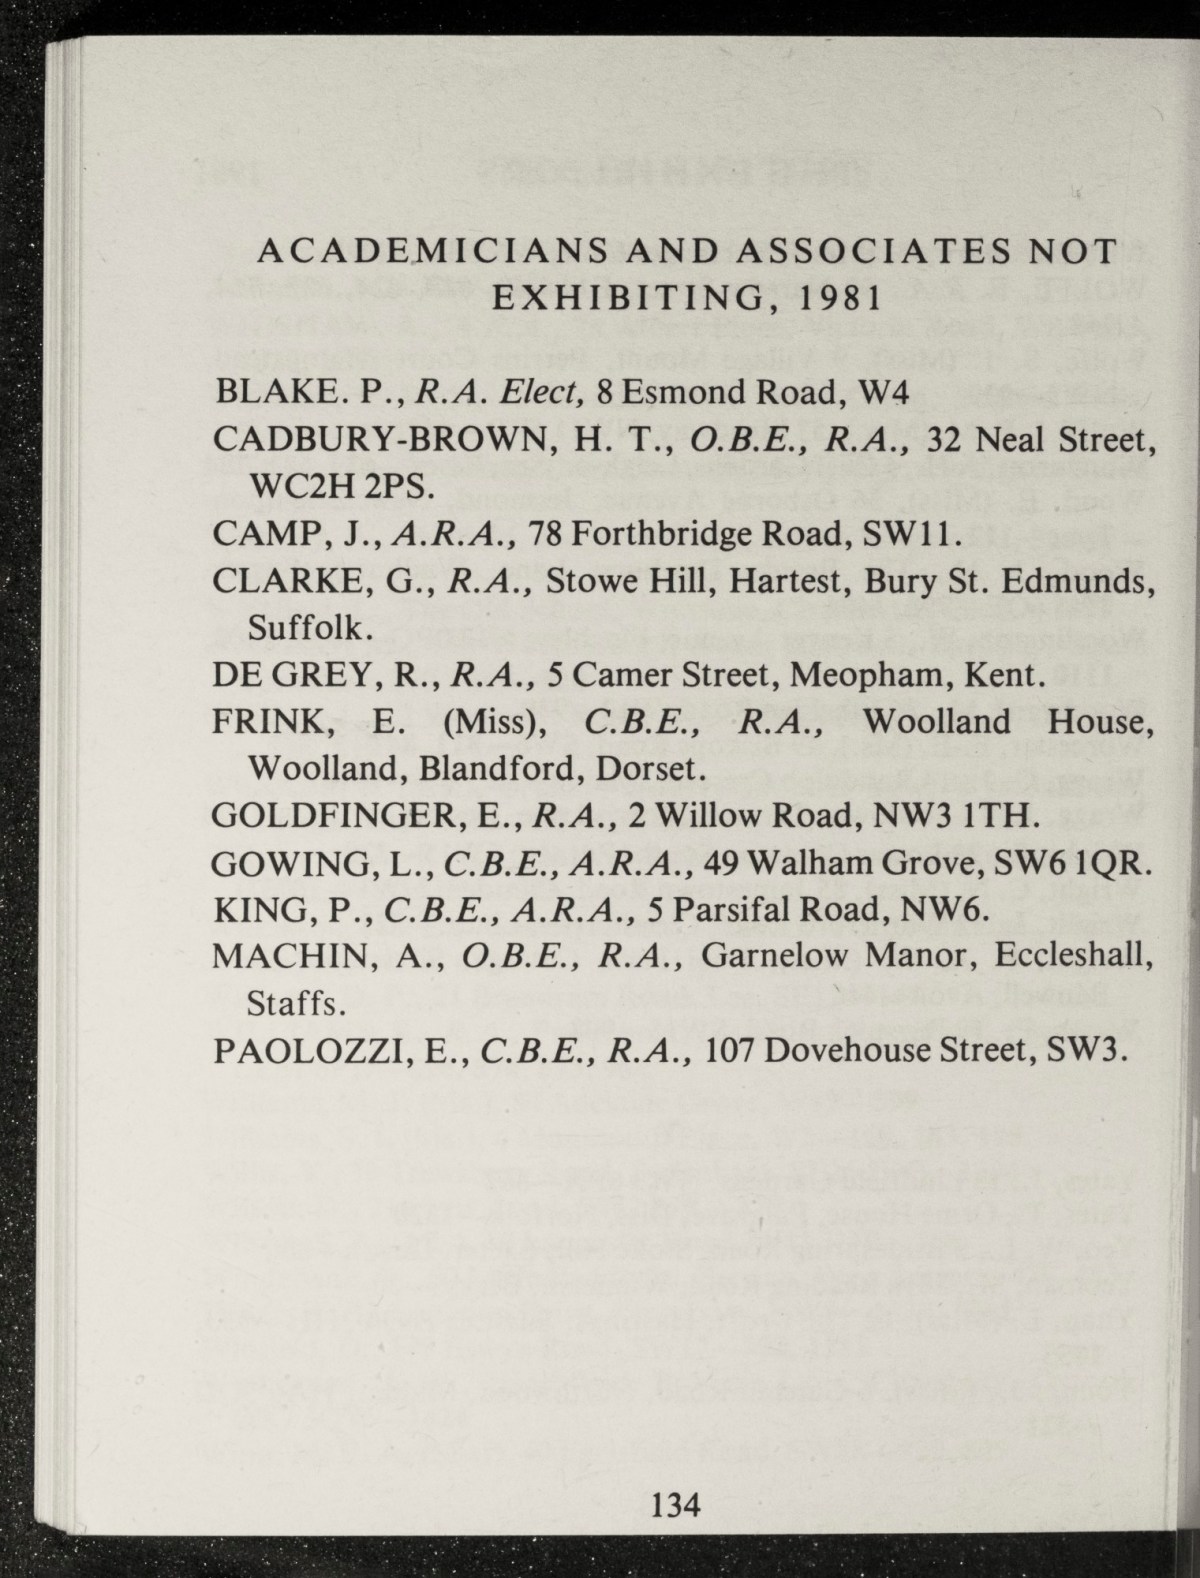 ACADEMICIANS AND ASSOCIATES NOT
EXHIBITING, 1981
BLAKE. P., R.A. Elect, 8 Esmond Road, W4
CADBURY-BROWN, H. T., O.B.E., R.A., 32 Neal Street,
WC2H 2PS.
CAMP, J., A.R.A., 78 Forthbridge Road, SW11.
CLARKE, G., R.A., Stowe Hill, Hartest, Bury St. Edmunds,
Suffolk.
DE GREY, R., R.A., 5 Camer Street, Meopham, Kent.
FRINK, E. (Miss), C.B.E., R.A., Woolland House,
Woolland, Blandford, Dorset.
GOLDFINGER, E., R.A., 2 Willow Road, NW3 1TH.
GOWING, L., C.B.E., A.R.A., 49 Walham Grove, SW6 1QR.
KING, P., C.B.E., A.R.A., 5 Parsifal Road, NW6.
MACHIN, A., O.B.E., R.A., Garnelow Manor, Eccleshall,
Staffs.
PAOLOZZI, E., C.B.E., R.A., 107 Dovehouse Street, SW3.
134